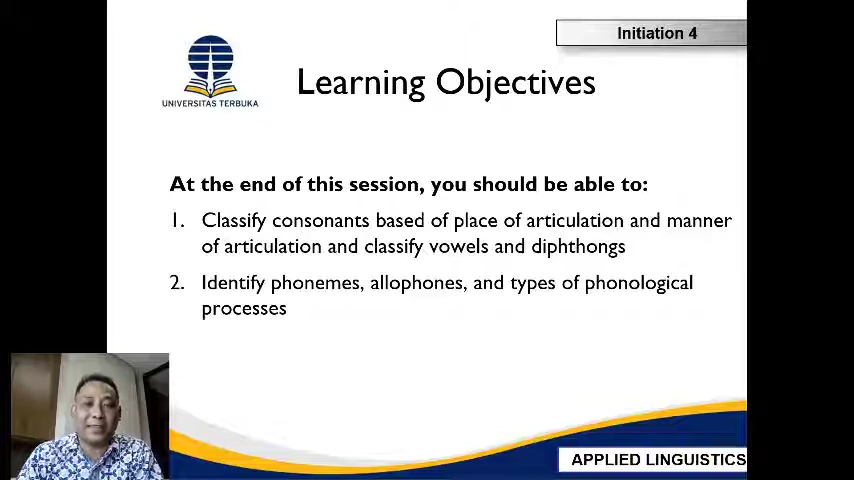 Initiation 4
UNIVERSITAS TERBUKA
Learning Objectives
At the end of this session, you should be able to:
1. Classify consonants based of place of articulation and manner
of articulation and classify vowels and diphthongs
2. Identify phonemes, allophones, and types of phonological
processes
APPLIED LINGUISTICS